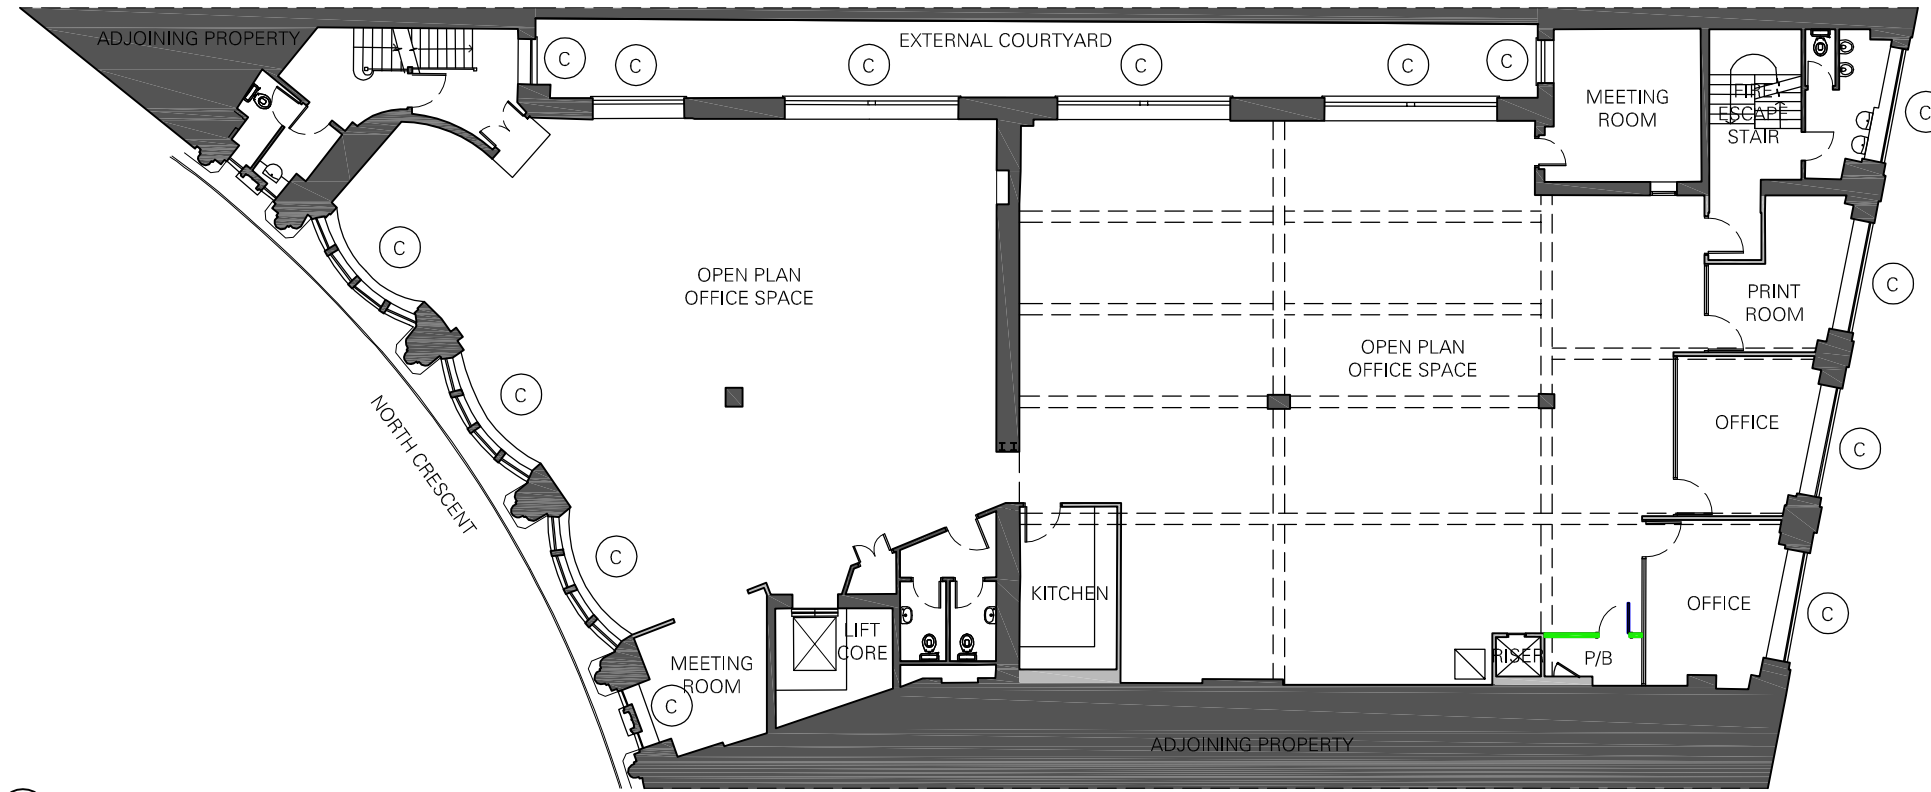 ADJOINING PROPERTY
EXTERNAL COURTYARD
C
C
C
C
C
C
MEETING
ROOM
FIRE
ESCAPE
STAIR
C
Y
C
OPEN PLAN
OFFICE SPACE
C
PRINT
ROOM
OPEN PLAN
OFFICE SPACE
C
NORTH CRESCENT
OFFICE
C
C
KITCHEN
OFFICE
C
LIFT
CORE
MEETING
ROOM
RISER
P/B
C
ADJOINING PROPERTY